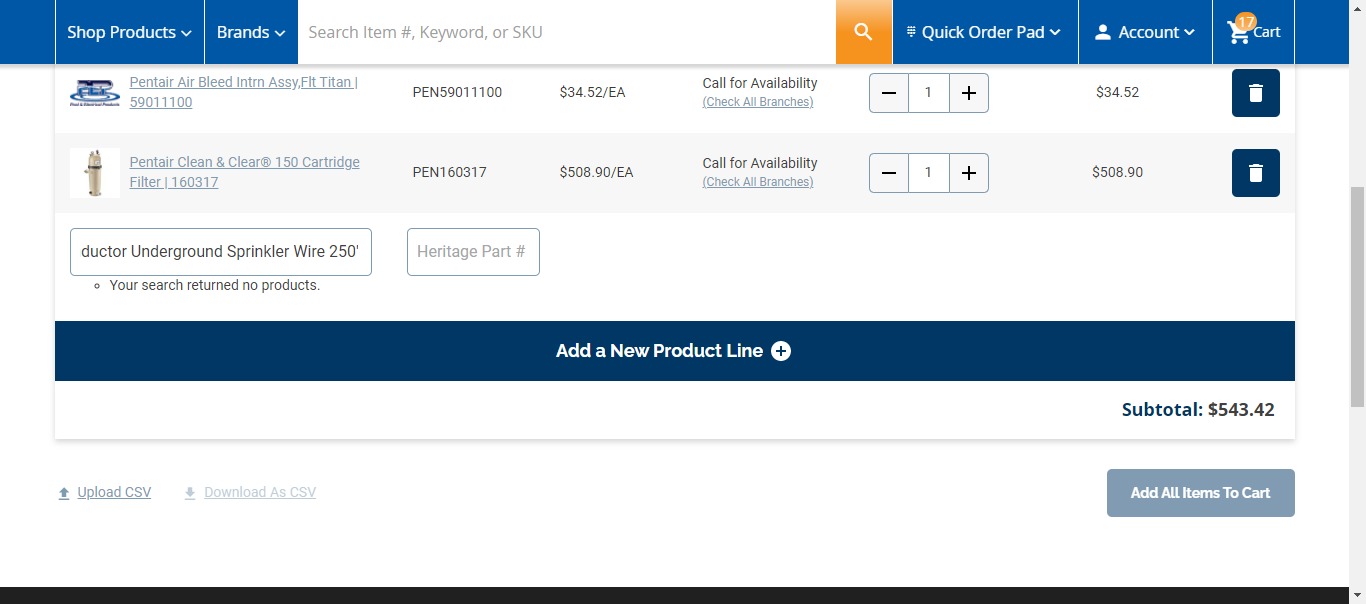 Shop Products
Brands
Search Item #, Keyword, or SKU
Quick Order Pad
Account
17
Cart
Pentair Air Bleed Intrn Assy,Flt Titan |
59011100
PEN59011100
$34.52/EA
Call for Availability
(Check All Branches)
1
$34.52
Pentair Clean & Clear® 150 Cartridge
Filter | 160317
PEN160317
$508.90/EA
Call for Availability
(Check All Branches)
1
$508.90
ductor Underground Sprinkler Wire 250'
Heritage Part #
Your search returned no products.
Add a New Product Line
Subtotal: $543.42
Upload CSV
Download As CSV
Add All Items To Cart